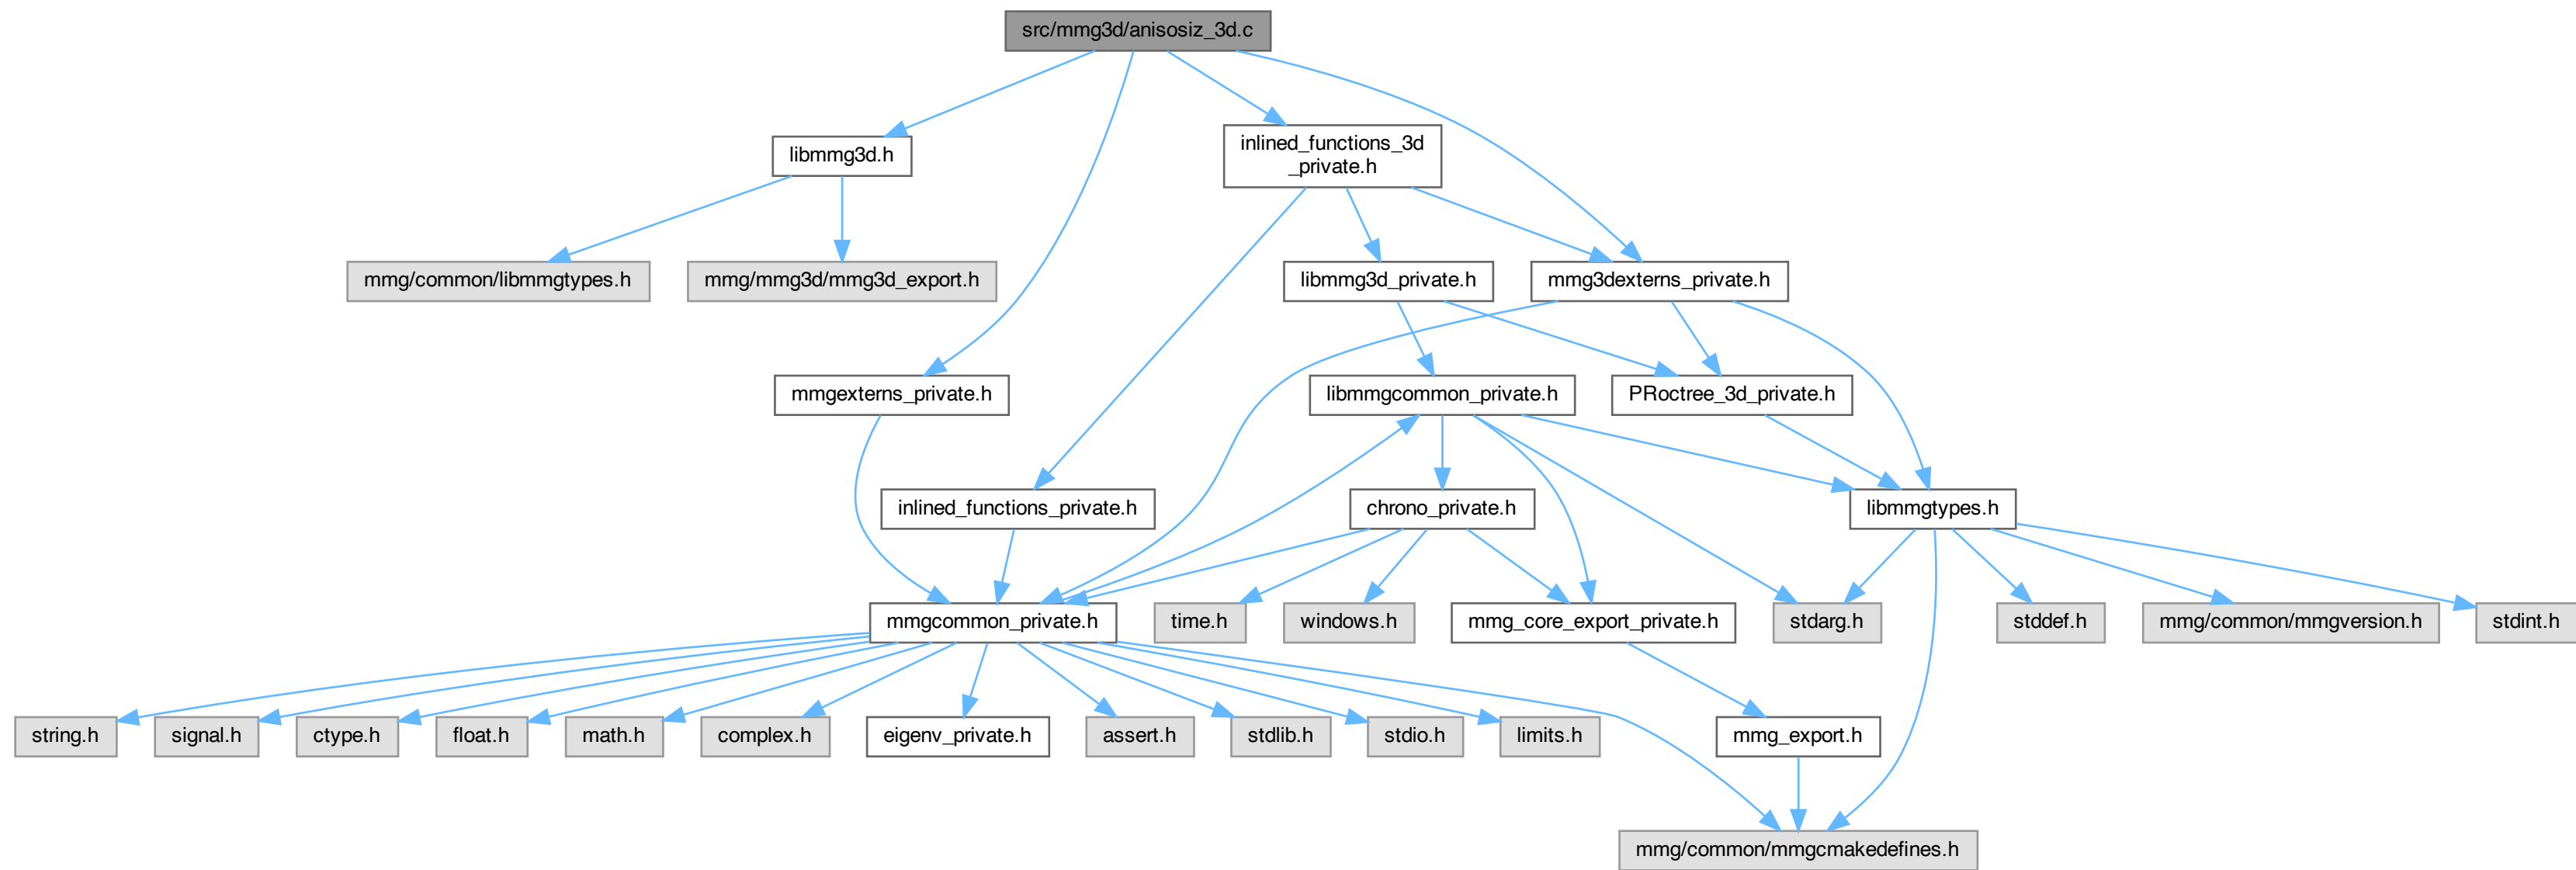 src/mmg3d/anisosiz_3d.c
libmmg3d.h
inlined_functions_3d
_private.h
mmg/common/libmmgtypes.h
mmg/mmg3d/mmg3d_export.h
libmmg3d_private.h
mmg3dexterns_private.h
mmgexterns_private.h
libmmgcommon_private.h
PRoctree_3d_private.h
inlined_functions_private.h
chrono_private.h
libmmgtypes.h
mmgcommon_private.h
time.h
windows.h
mmg_core_export_private.h
stdarg.h
stddef.h
mmg/common/mmgversion.h
stdint.h
string.h
signal.h
ctype.h
float.h
math.h
complex.h
eigenv_private.h
assert.h
stdlib.h
stdio.h
limits.h
mmg_export.h
mmg/common/mmgcmakedefines.h